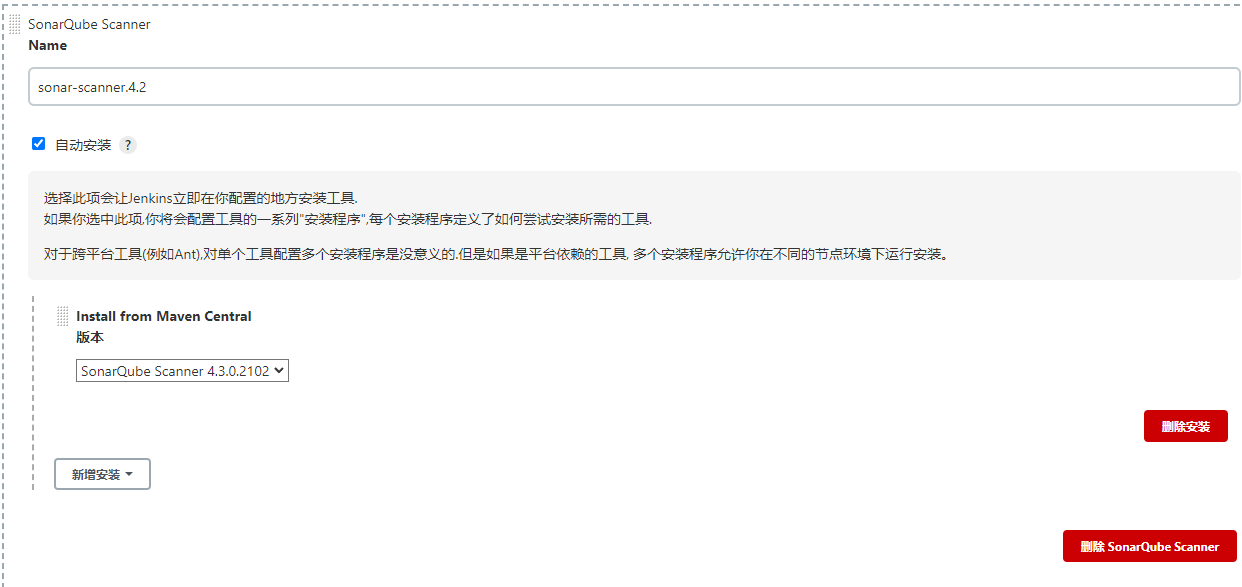 SonarQube Scanner
Name
sonar-scanner.4.2
自动安装 ?
选择此项会让Jenkins立即在你配置的地方安装工具.
如果你选中此项,你将会配置工具的一系列"安装程序",每个安装程序定义了如何尝试安装所需的工具.
对于跨平台工具(例如Ant),对单个工具配置多个安装程序是没意义的.但是如果是平台依赖的工具, 多个安装程序允许你在不同的节点环境下运行安装。
Install from Maven Central
版本
SonarQube Scanner 4.3.0.2102
删除安装
新增安装
删除 SonarQube Scanner